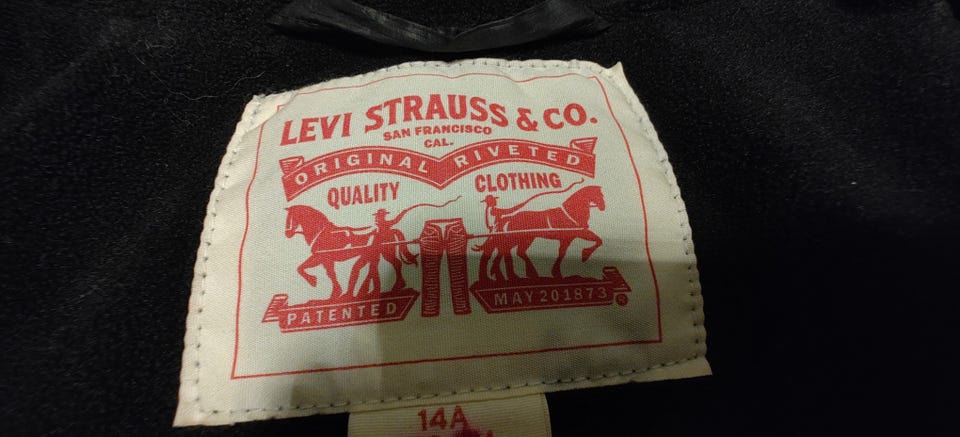 LEVI STRAUSS & CO.
SAN FRANCISCO
CAL.
ORIGINAL RIVETED
QUALITY CLOTHING
PATENTED MAY 20 1873 ®
14A